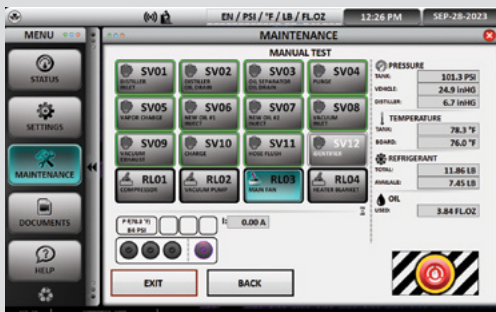 EN / PSI / °F / LB / FL.OZ
12:26 PM
SEP-28-2023
MENU
MAINTENANCE
STATUS
SETTINGS
MAINTENANCE
DOCUMENTS
HELP
MANUAL TEST
SV01
DISTILLER INLET
SV02
DISTILLER OIL DRAIN
SV03
OIL SEPARATOR OIL DRAIN
SV04
PURGE
SV05
VAPOR CHARGE
SV06
NEW OIL #1 INJECT
SV07
NEW OIL #2 INJECT
SV08
VACUUM INLET
SV09
VACUUM EXHAUST
SV10
CHARGE
SV11
HOSE FLUSH
SV12
IDENTIFIER
RL01
COMPRESSOR
RL02
VACUUM PUMP
RL03
MAIN FAN
RL04
HEATER BLANKET
84 PSI
I: 0.00 A
EXIT
BACK
PRESSURE
TANK: 101.3 PSI
VEHICLE: 24.9 inHG
DISTILLER: 6.7 inHG
TEMPERATURE
TANK: 78.3 °F
BOARD: 76.0 °F
REFRIGERANT
TOTAL: 11.86 LB
AVAILABLE: 7.45 LB
OIL
USED: 3.84 FL.OZ